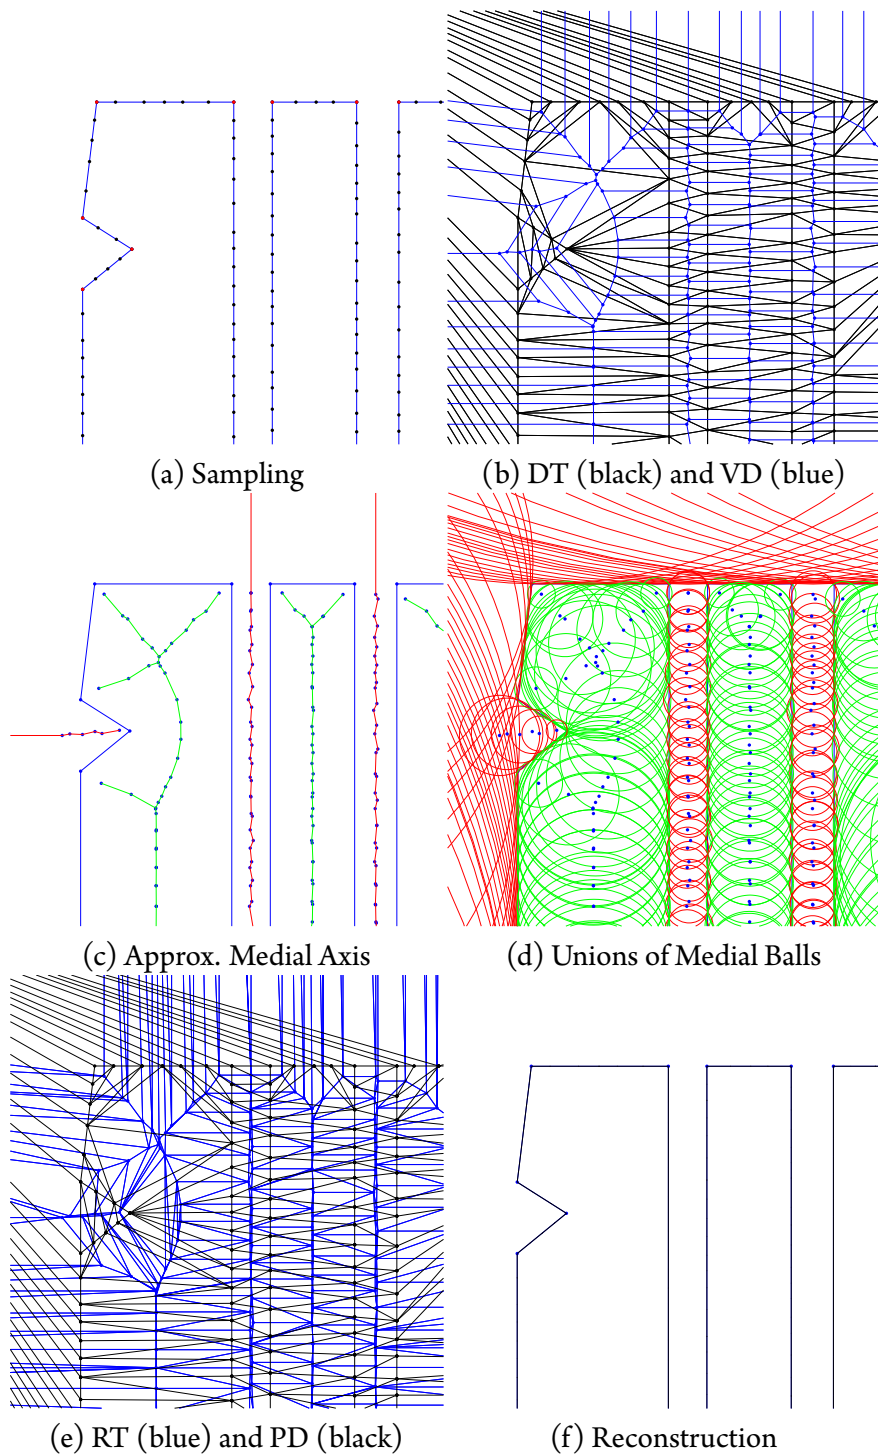 (a) Sampling
(b) DT (black) and VD (blue)
(c) Approx. Medial Axis
(d) Unions of Medial Balls
(e) RT (blue) and PD (black)
(f) Reconstruction